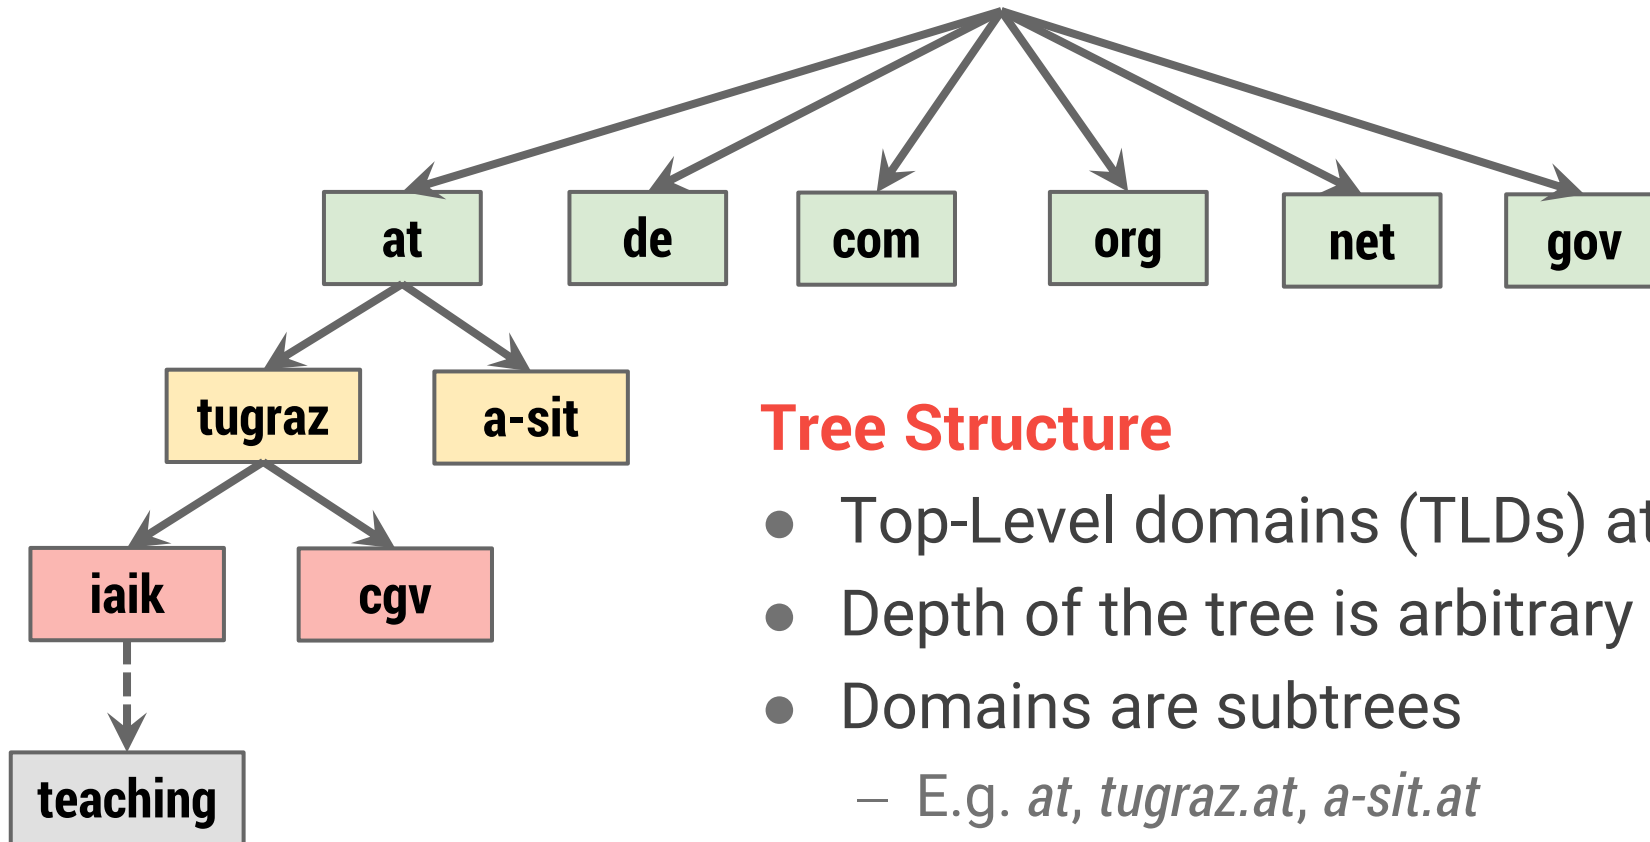 at
de
com
org
net
gov
tugraz
a-sit
iaik
cgv
teaching
Tree Structure
● Top-Level domains (TLDs) at
● Depth of the tree is arbitrary
● Domains are subtrees
– E.g. at, tugraz.at, a-sit.at